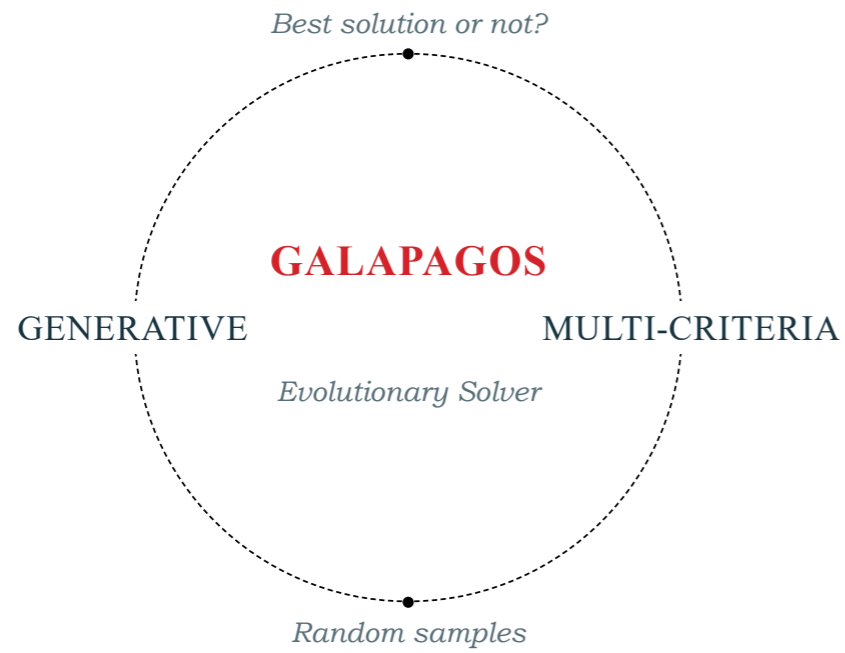 Best solution or not?
GALAPAGOS
GENERATIVE
MULTI-CRITERIA
Evolutionary Solver
Random samples